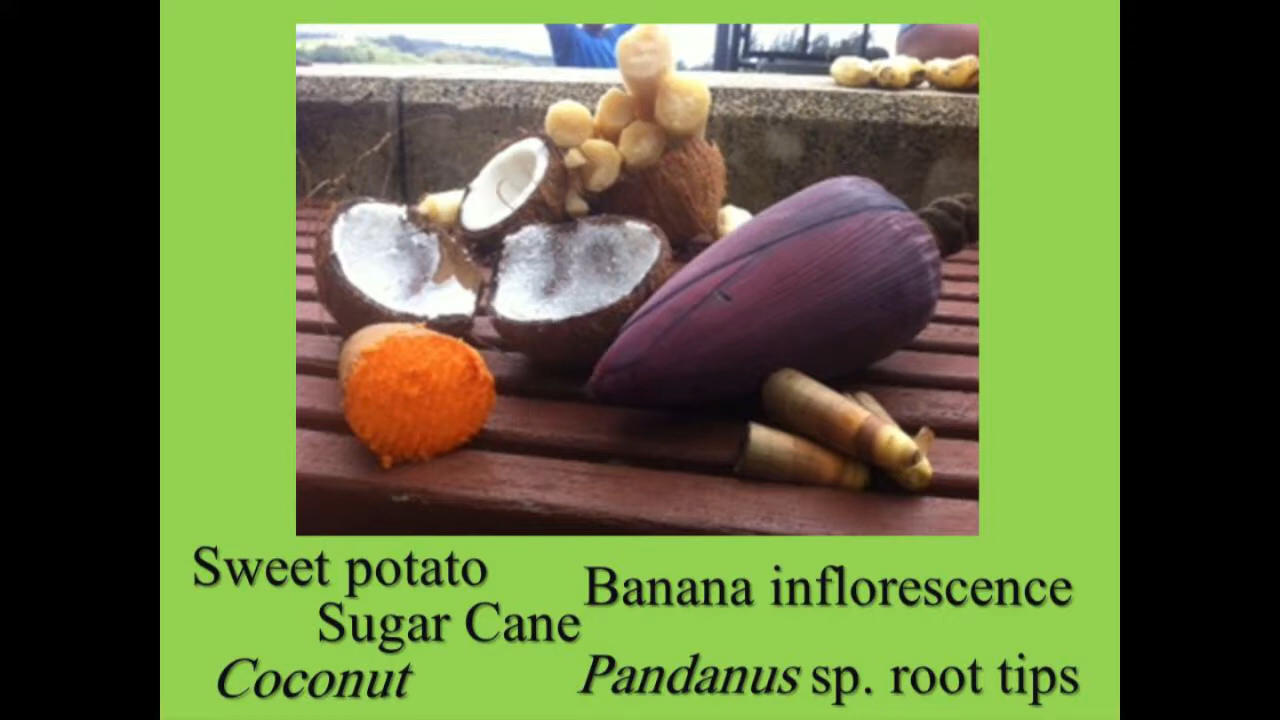 Sweet potato
Sugar Cane
Coconut
Banana inflorescence
Pandanus sp. root tips